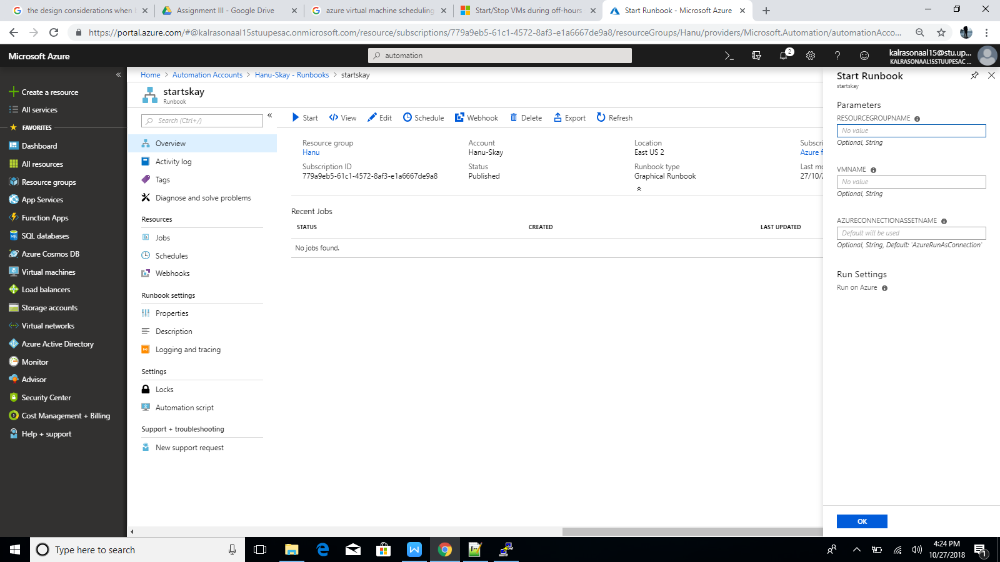 the design considerations when
Assignment III - Google Drive
azure virtual machine scheduling
Start/Stop VMs during off-hours
Start Runbook - Microsoft Azure
https://portal.azure.com/#@kalrasonaal15stuupesac.onmicrosoft.com/resource/subscriptions/779a9eb5-61c1-4572-8af3-e1a6667de9a8/resourceGroups/Hanu/providers/Microsoft.Automation/automationAcco...
Microsoft Azure
automation
2
kalrasonaal15@stu.up...
KALRASONAAL15STUUPESAC ...
Create a resource
All services
FAVORITES
Dashboard
All resources
Resource groups
App Services
Function Apps
SQL databases
Azure Cosmos DB
Virtual machines
Load balancers
Storage accounts
Virtual networks
Azure Active Directory
Monitor
Advisor
Security Center
Cost Management + Billing
Help + support
Home > Automation Accounts > Hanu-Skay - Runbooks > startskay
startskay
Runbook
Search (Ctrl+/)
Overview
Activity log
Tags
Diagnose and solve problems
Resources
Jobs
Schedules
Webhooks
Runbook settings
Properties
Description
Logging and tracing
Settings
Locks
Automation script
Support + troubleshooting
New support request
Start View Edit Schedule Webhook Delete Export Refresh
Resource group
Hanu
Subscription ID
779a9eb5-61c1-4572-8af3-e1a6667de9a8
Account
Hanu-Skay
Status
Published
Location
East US 2
Runbook type
Graphical Runbook
Subscri
Azure f
Last mo
27/10/2
Recent Jobs
STATUS CREATED LAST UPDATED
No jobs found.
Start Runbook
startskay
Parameters
RESOURCEGROUPNAME
No value
Optional, String
VMNAME
No value
Optional, String
AZURECONNECTIONASSETNAME
Default will be used
Optional, String, Default: 'AzureRunAsConnection'
Run Settings
Run on Azure
OK
Type here to search
4:24 PM
10/27/2018
1